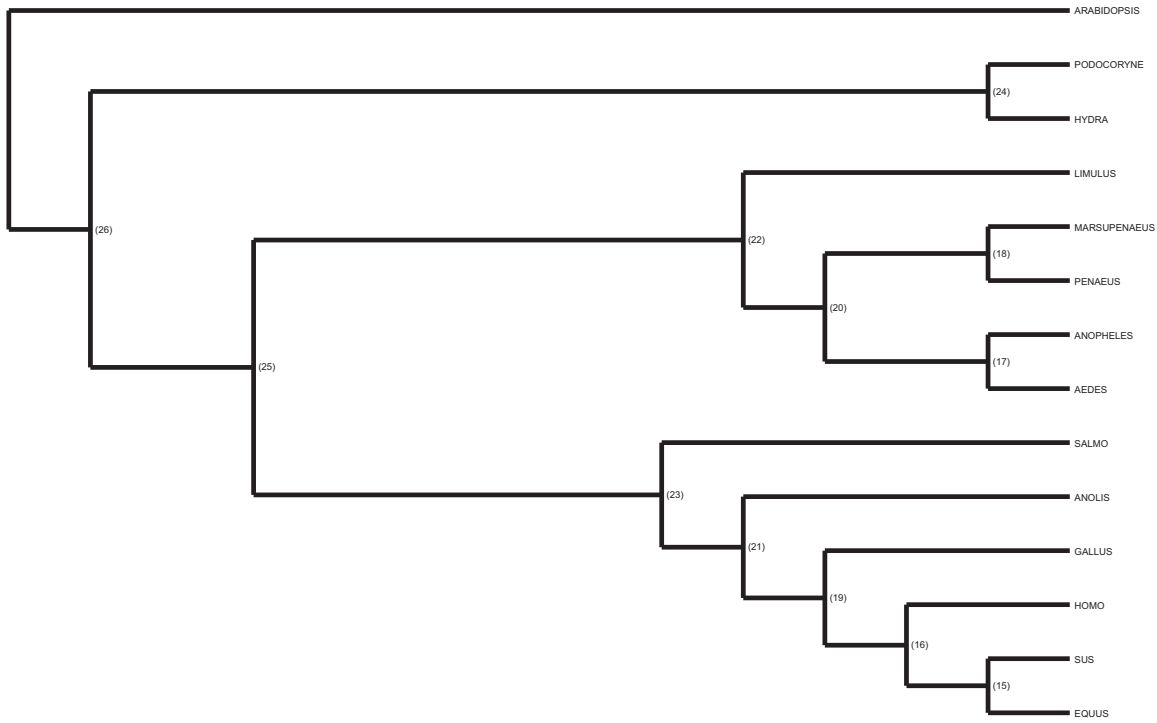 ARABIDOPSIS
PODOCORYNE
(24)
HYDRA
LIMULUS
MARSUPENAEUS
(26)
(22)
(18)
PENAEUS
(20)
ANOPHELES
(25)
(17)
AEDES
SALMO
(23)
ANOLIS
(21)
GALLUS
(19)
HOMO
(16)
SUS
(15)
EQUUS